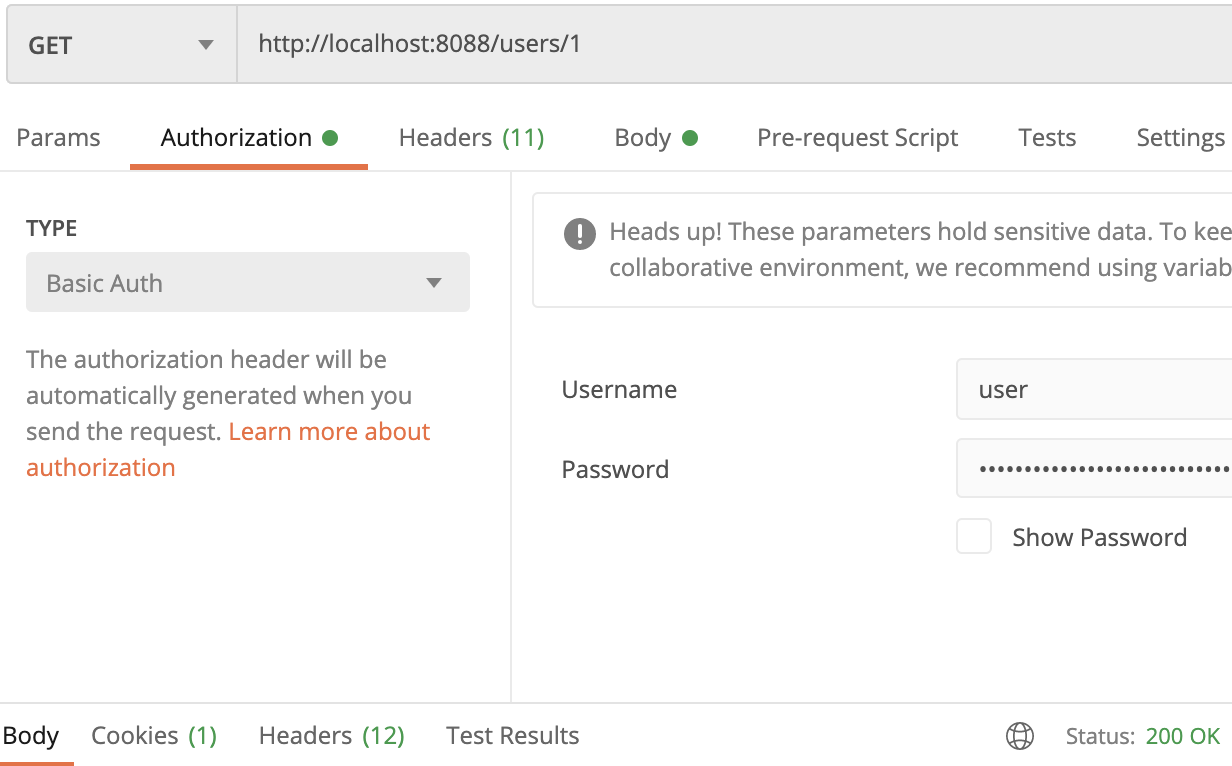 GET http://localhost:8088/users/1
Params Authorization Headers (11) Body Pre-request Script Tests Settings
TYPE
Basic Auth
The authorization header will be
automatically generated when you
send the request. Learn more about
authorization
Heads up! These parameters hold sensitive data. To kee
collaborative environment, we recommend using variab
Username user
Password ••••••••••••••••••••••••••••
Show Password
Body Cookies (1) Headers (12) Test Results Status: 200 OK